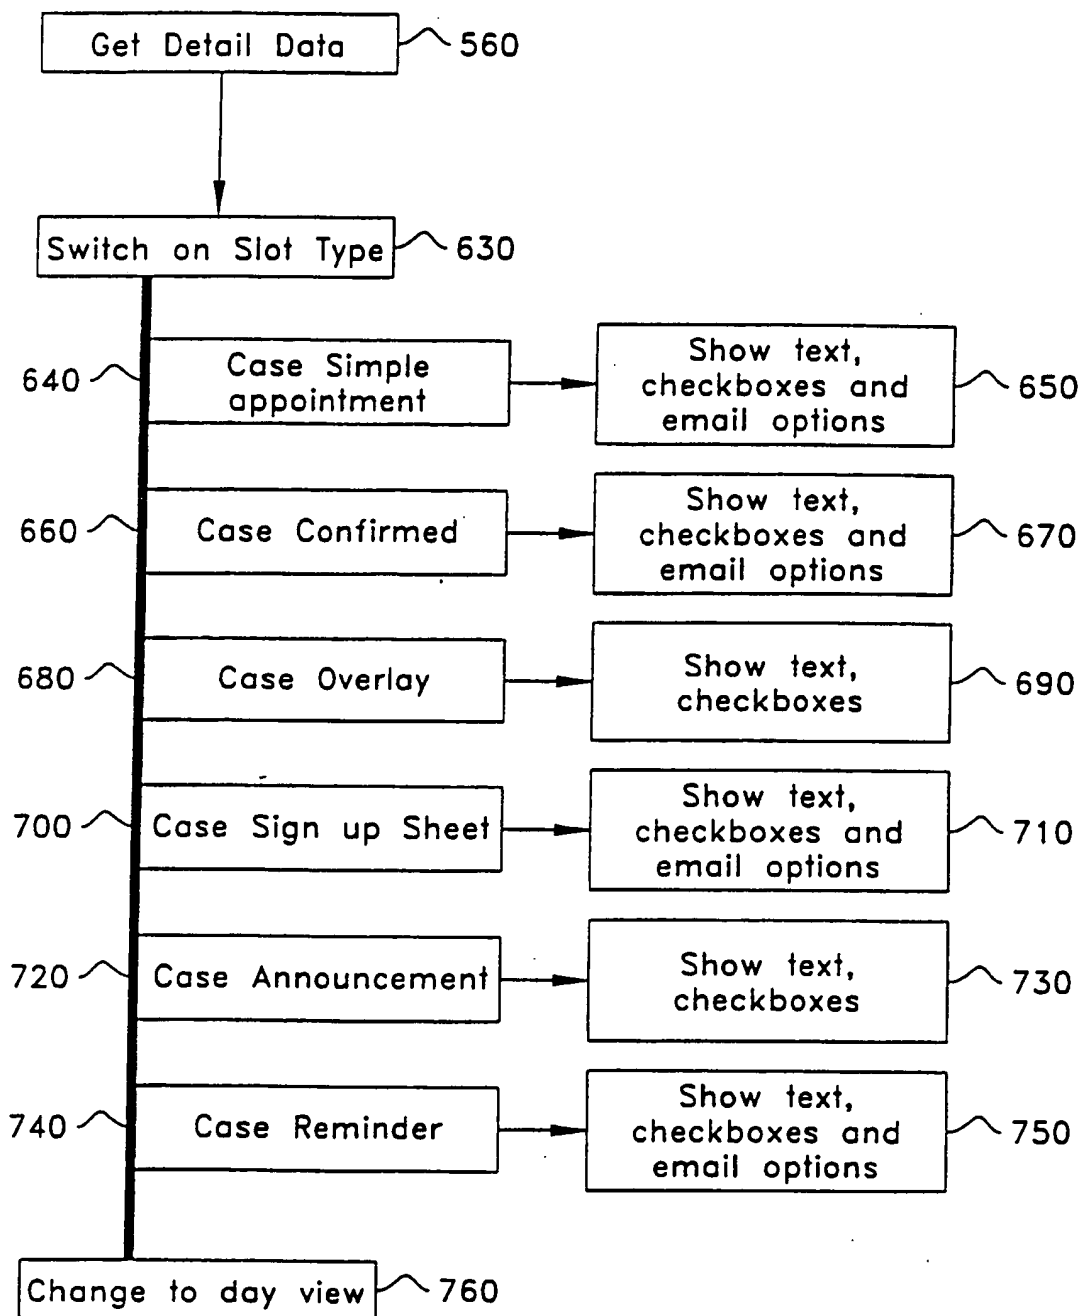 Get Detail Data
560
Switch on Slot Type
630
640
Case Simple
appointment
Show text,
checkboxes and
email options
650
660
Case Confirmed
Show text,
checkboxes and
email options
670
680
Case Overlay
Show text,
checkboxes
690
700
Case Sign up Sheet
Show text,
checkboxes and
email options
710
720
Case Announcement
Show text,
checkboxes
730
740
Case Reminder
Show text,
checkboxes and
email options
750
Change to day view
760